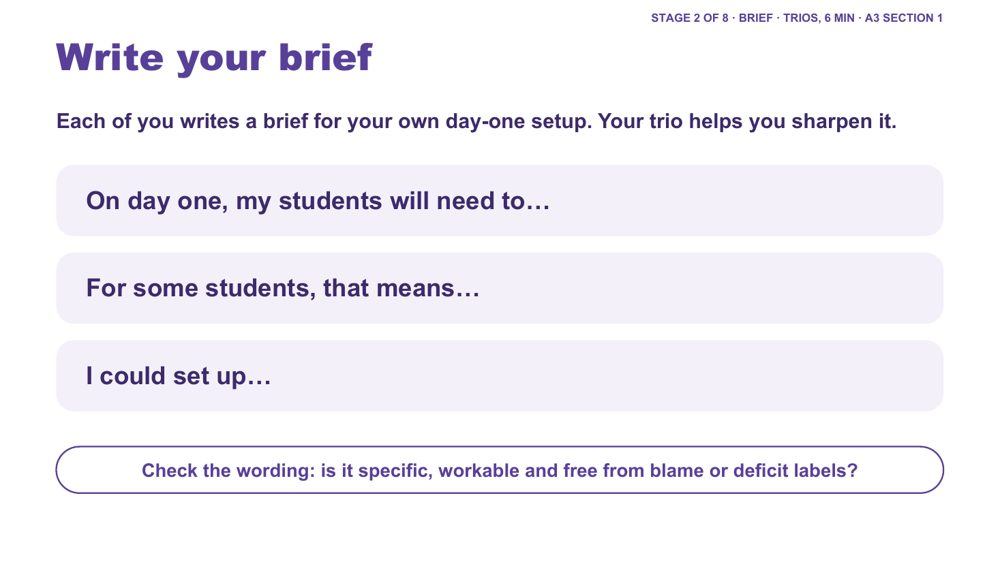 STAGE 2 OF 8 · BRIEF · TRIOS, 6 MIN · A3 SECTION 1
Write your brief
Each of you writes a brief for your own day-one setup. Your trio helps you sharpen it.
On day one, my students will need to…
For some students, that means…
I could set up…
Check the wording: is it specific, workable and free from blame or deficit labels?